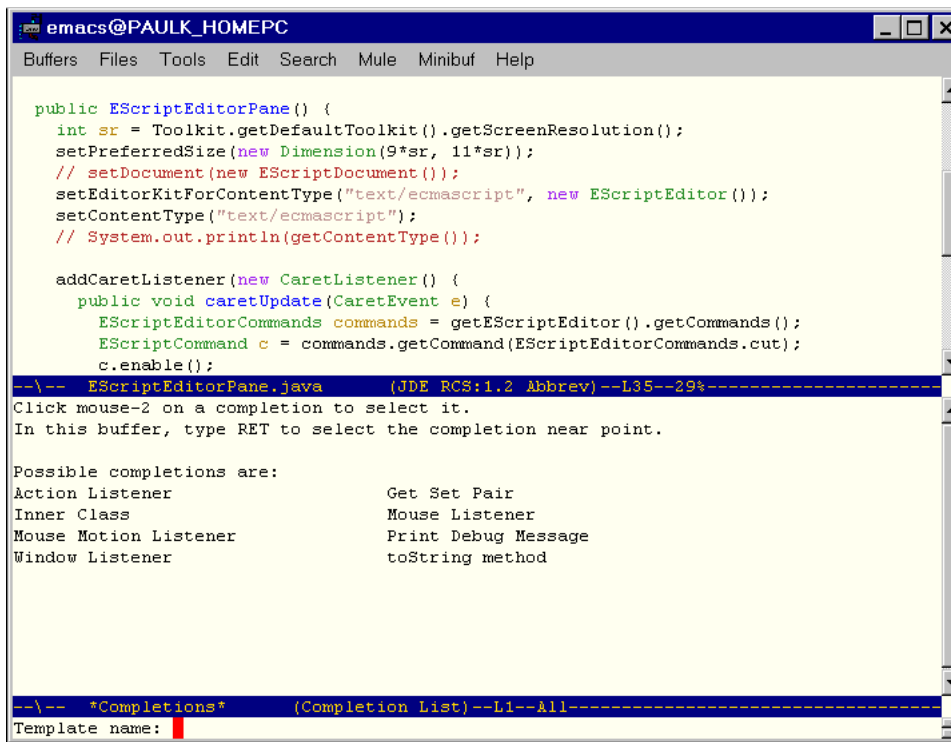 emacs@PAULK_HOMEPC
Buffers Files Tools Edit Search Mule Minibuf Help
public EScriptEditorPane() {
int sr = Toolkit.getDefaultToolkit().getScreenResolution();
setPreferredSize(new Dimension(9*sr, 11*sr));
// setDocument(new EScriptDocument());
setEditorKitForContentType("text/ecmascript", new EScriptEditor());
setContentType("text/ecmascript");
// System.out.println(getContentType());
addCaretListener(new CaretListener() {
public void caretUpdate(CaretEvent e) {
EScriptEditorCommands commands = getEScriptEditor().getCommands();
EScriptCommand c = commands.getCommand(EScriptEditorCommands.cut);
c.enable();
--\-- EScriptEditorPane.java (JDE RCS:1.2 Abbrev)--L35--29%----------------------
Click mouse-2 on a completion to select it.
In this buffer, type RET to select the completion near point.
Possible completions are:
Action Listener Get Set Pair
Inner Class Mouse Listener
Mouse Motion Listener Print Debug Message
Window Listener toString method
--\-- *Completions* (Completion List)--L1--All-----------------------------------
Template name: